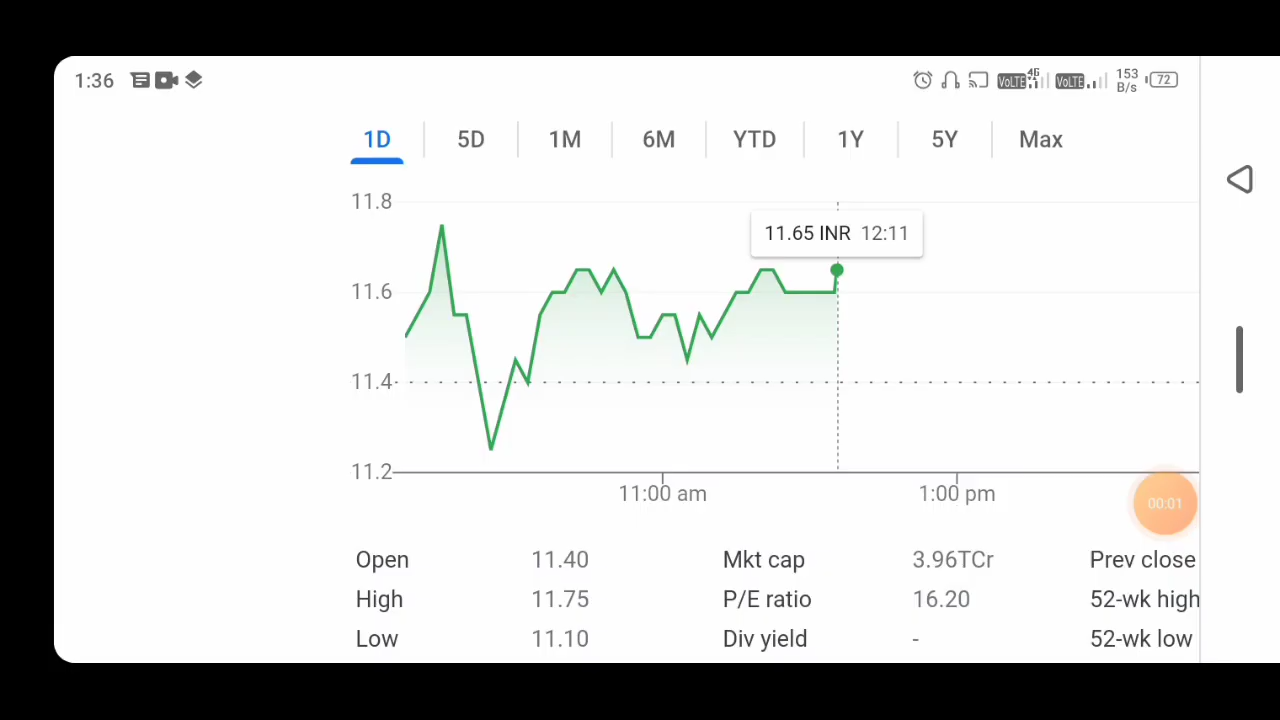 1:36
4G
VoLTE
VoLTE
153
B/s
72
1D 5D 1M 6M YTD 1Y 5Y Max
11.8
11.65 INR 12:11
11.6
11.4
11.2
11:00 am 1:00 pm
00:01
Open 11.40 Mkt cap 3.96TCr Prev close
High 11.75 P/E ratio 16.20 52-wk high
Low 11.10 Div yield - 52-wk low